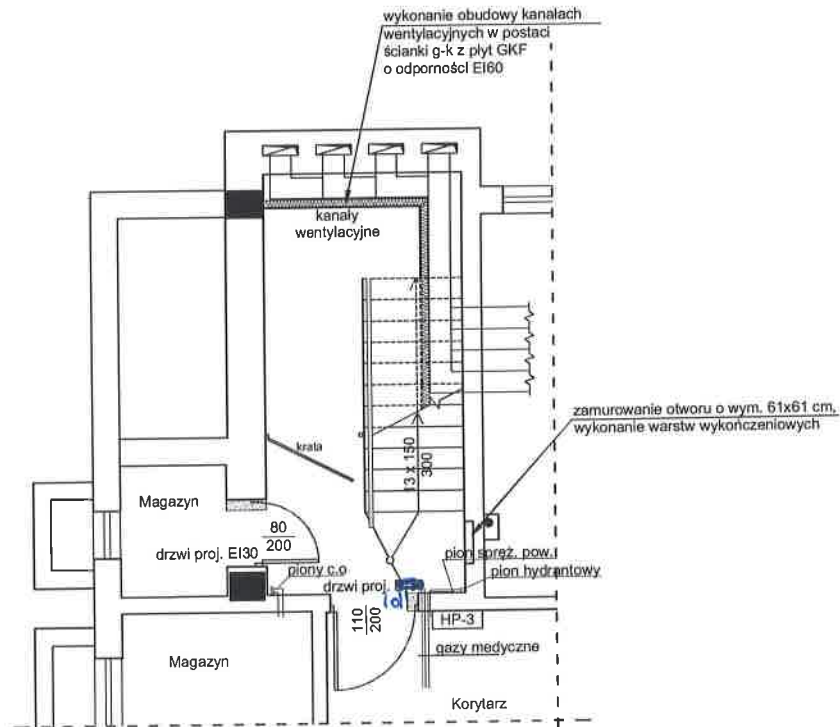 wykonanie obudowy kanałach
wentylacyjnych w postaci
ścianki g-k z płyt GKF
o odporności EI60
kanały
wentylacyjne
zamurowanie otworu o wym. 61x61 cm,
wykonanie warstw wykończeniowych
krata
13 x 150
300
Magazyn
80
200
drzwi proj. EI30
pion spręż. pow.
piony c.o
pion hydrantowy
drzwi proj.
110
200
HP-3
gazy medyczne
Magazyn
Korytarz